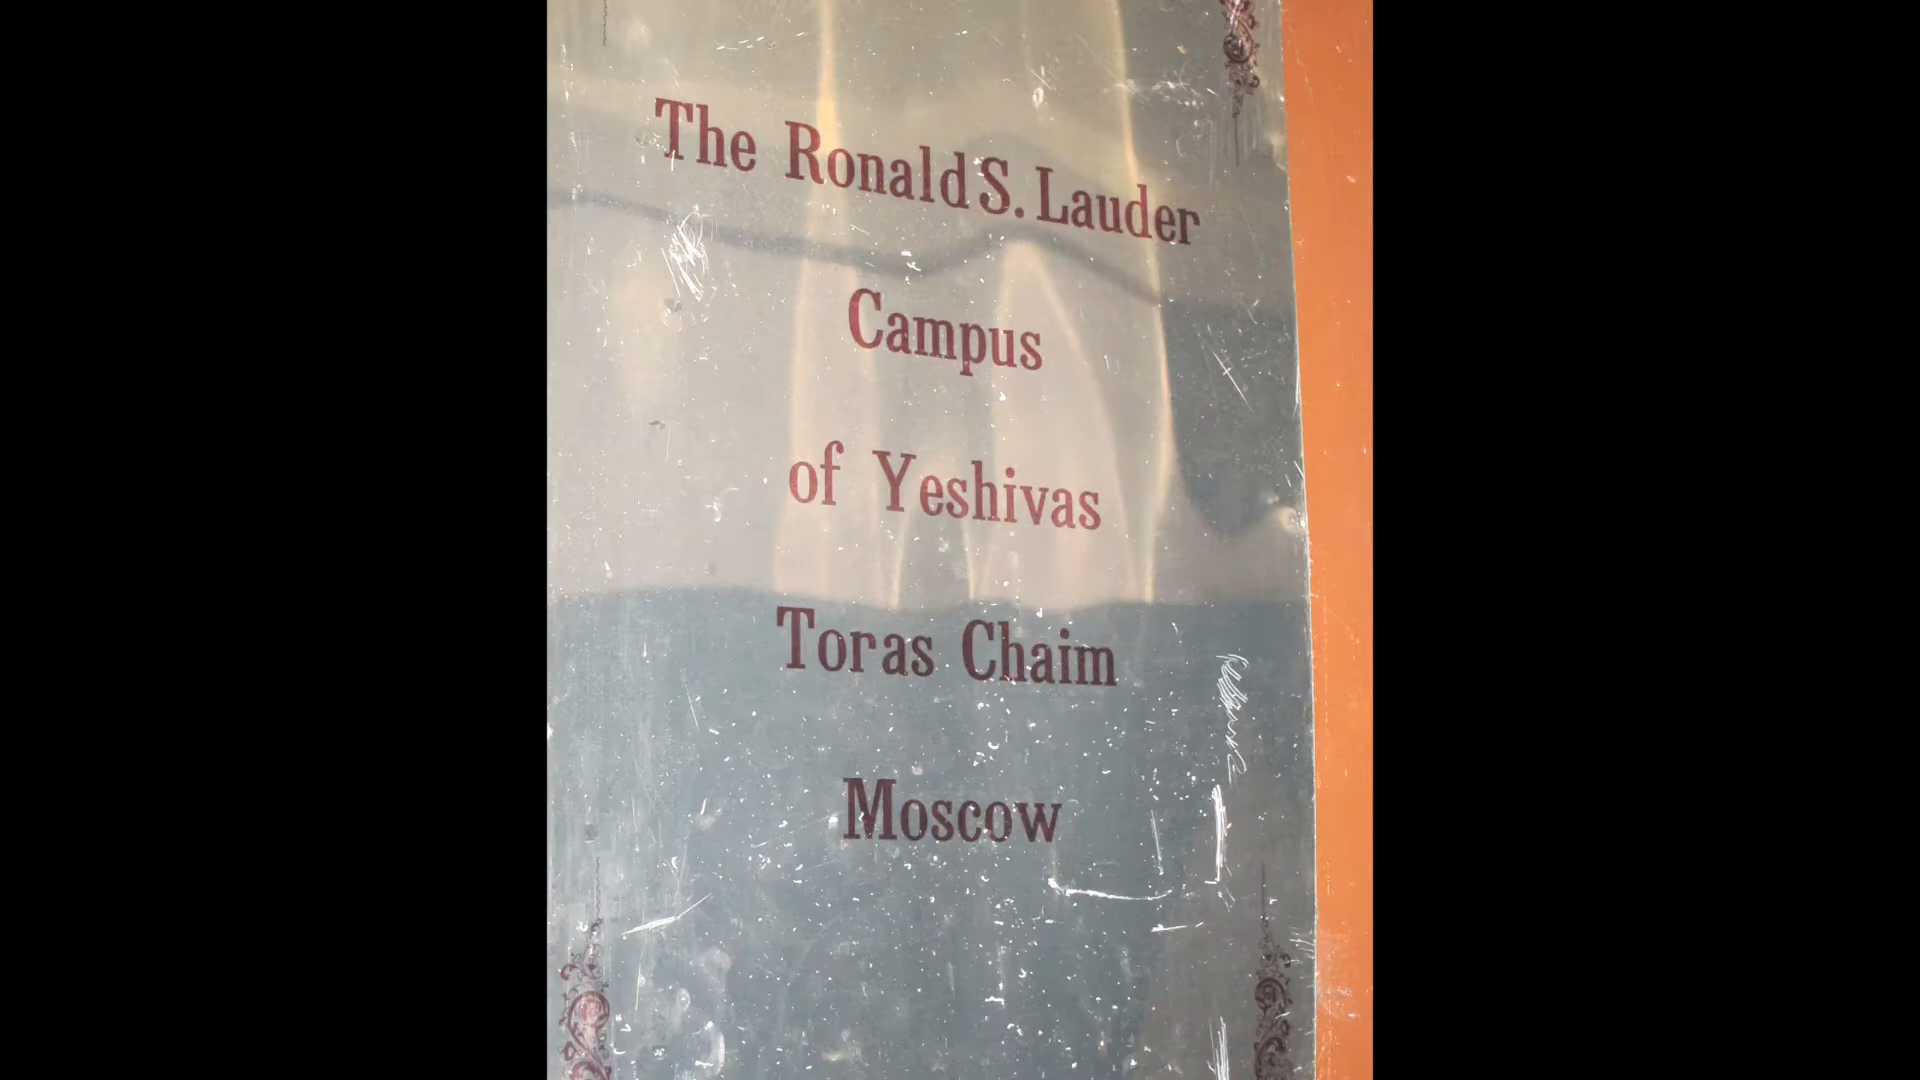 The Ronald S. Lauder
Campus
of Yeshivas
Toras Chaim
Moscow